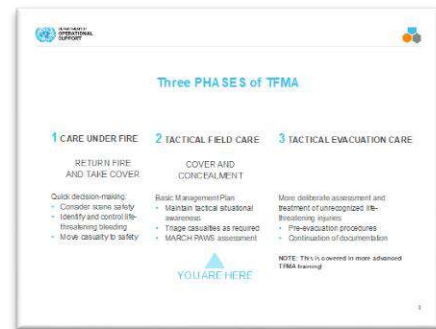 DEPARTMENT OF
OPERATIONAL
SUPPORT
Three PHASES of TFMA
1 CARE UNDER FIRE
RETURN FIRE
AND TAKE COVER
Quick decision-making:
• Consider scene safety
• Identify and control life-
threatening bleeding
• Move casualty to safety
2 TACTICAL FIELD CARE
COVER AND
CONCEALMENT
Basic Management Plan
• Maintain tactical situational
awareness
• Triage casualties as required
• MARCH PAWS assessment
YOU ARE HERE
3 TACTICAL EVACUATION CARE
More deliberate assessment and
treatment of unrecognized life-
threatening injuries
• Pre-evacuation procedures
• Continuation of documentation
NOTE: This is covered in more advanced
TFMA training!